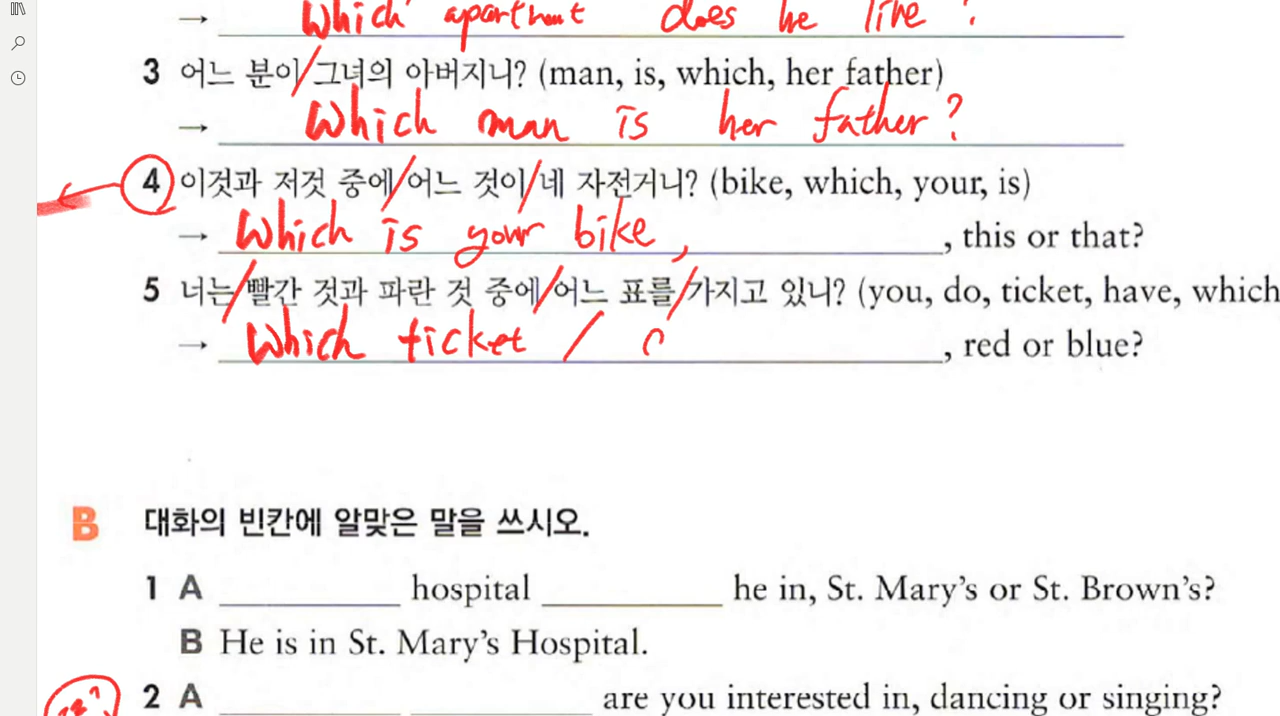 → Which apartment does he live ?
3 어느 분이/그녀의 아버지니? (man, is, which, her father)
→ Which man is her father ?
4 이것과 저것 중에/어느 것이/네 자전거니? (bike, which, your, is)
→ Which is your bike, , this or that?
5 너는/빨간 것과 파란 것 중에/어느 표를/가지고 있니? (you, do, ticket, have, which
→ Which ticket / , red or blue?
B 대화의 빈칸에 알맞은 말을 쓰시오.
1 A ______ hospital ______ he in, St. Mary's or St. Brown's?
B He is in St. Mary's Hospital.
2 A ______ ______ are you interested in, dancing or singing?